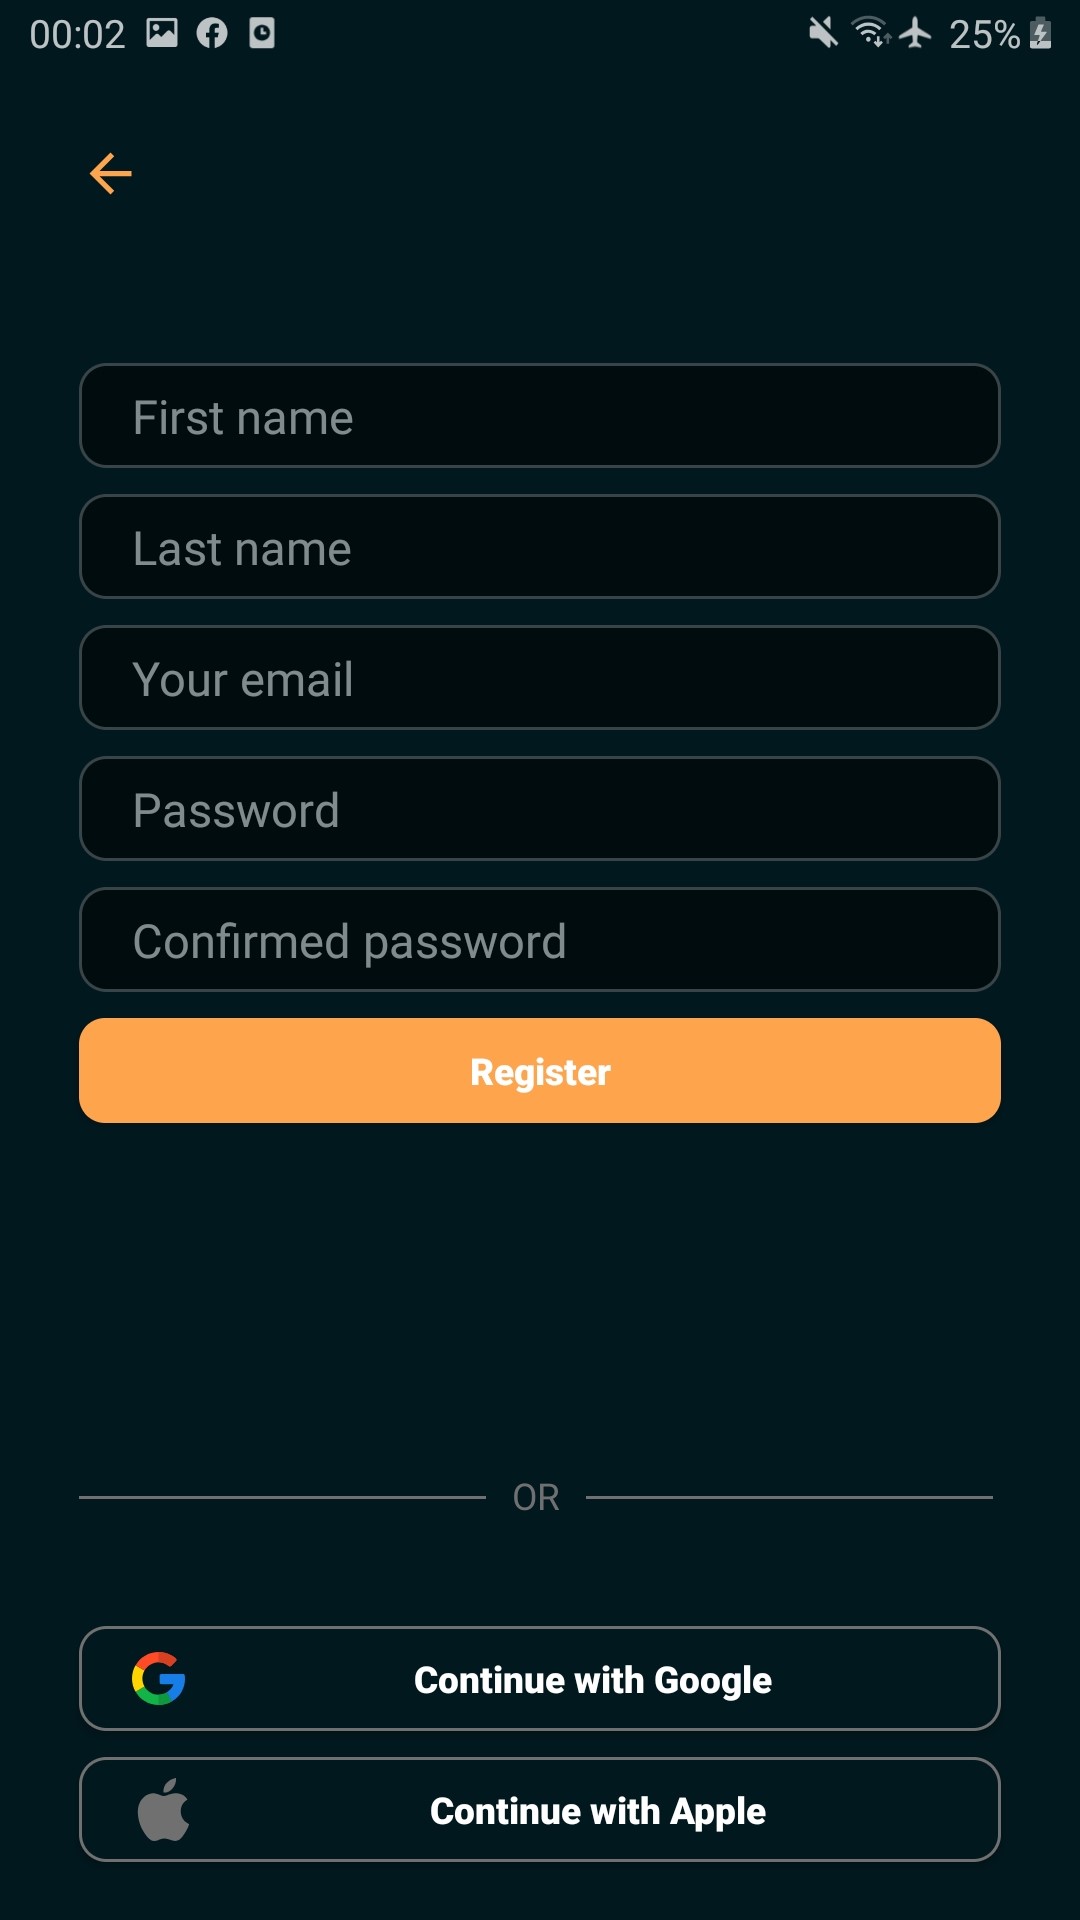 00:02 25%
First name
Last name
Your email
Password
Confirmed password
Register
OR
Continue with Google
Continue with Apple